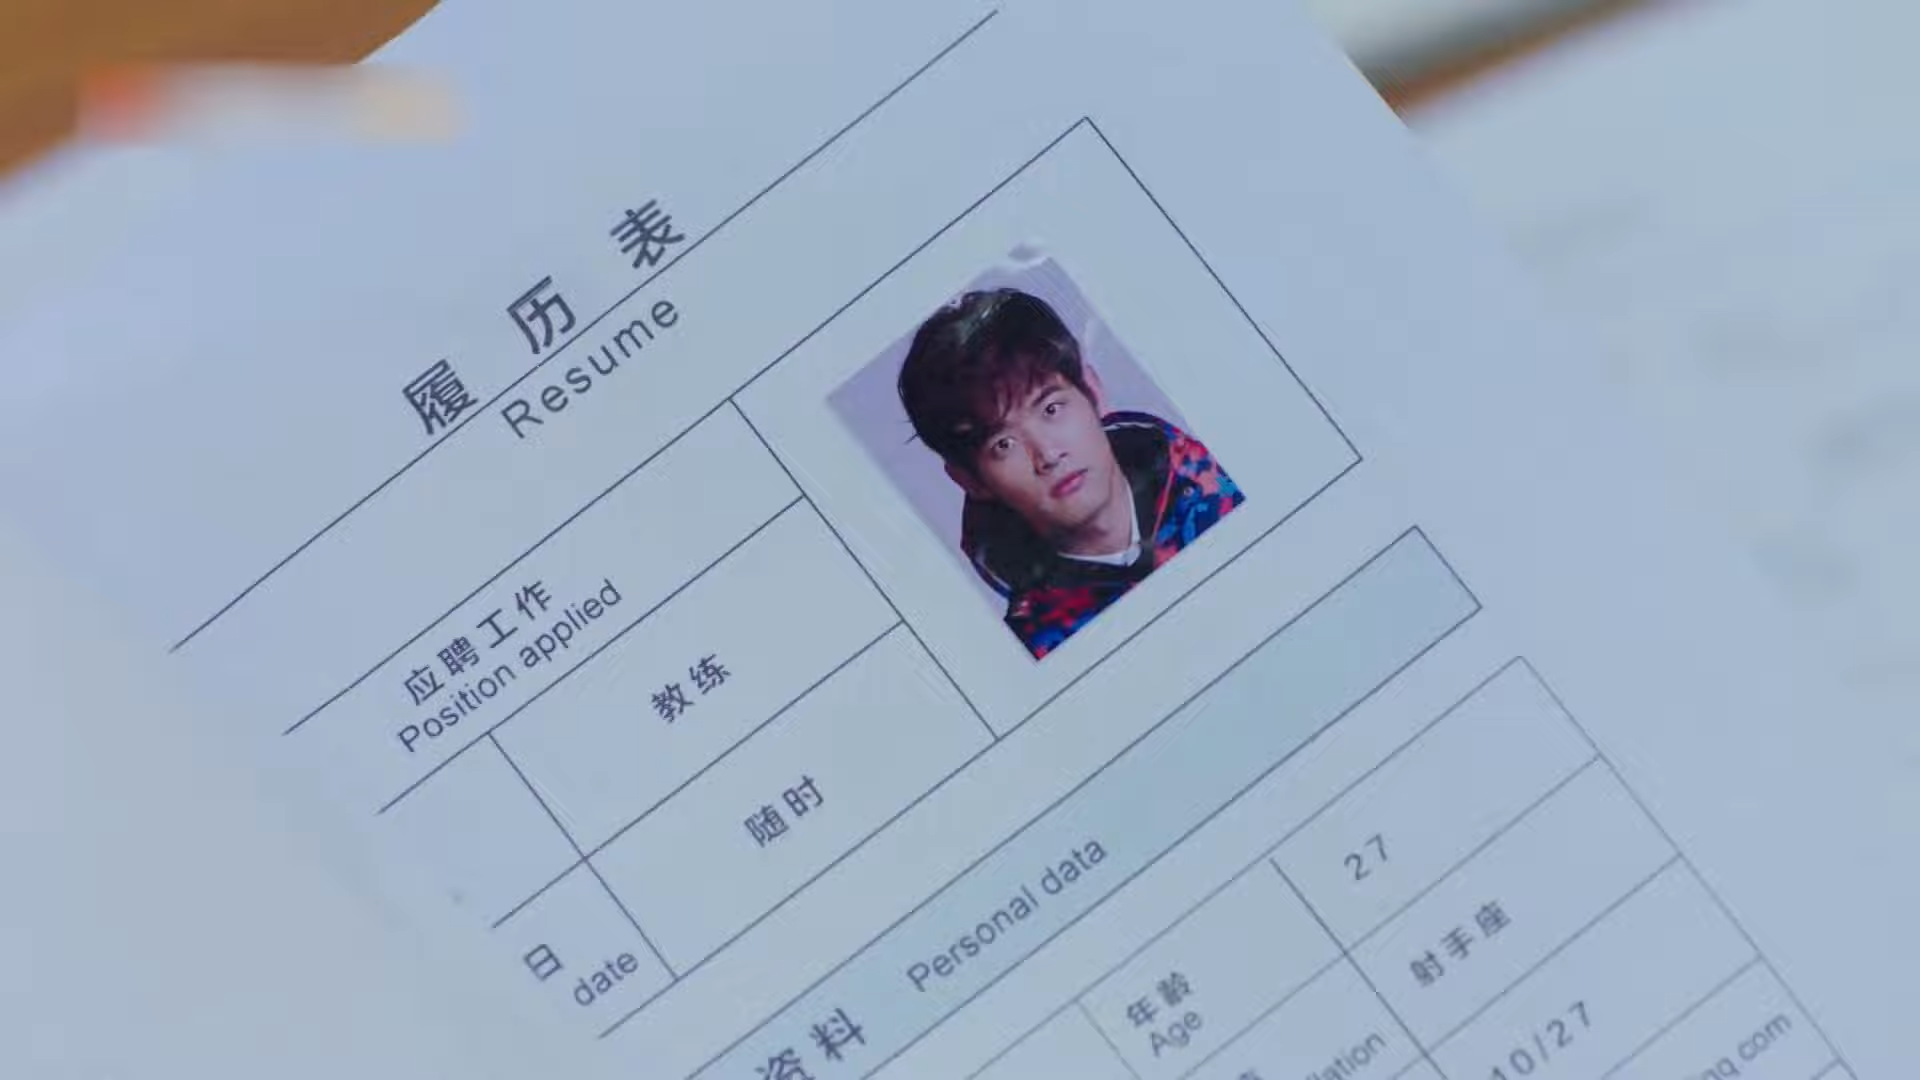 履历表
Resume
应聘工作
Position applied
教练
随时
日
date
资料 Personal data
年龄
Age
27
射手座
10/27